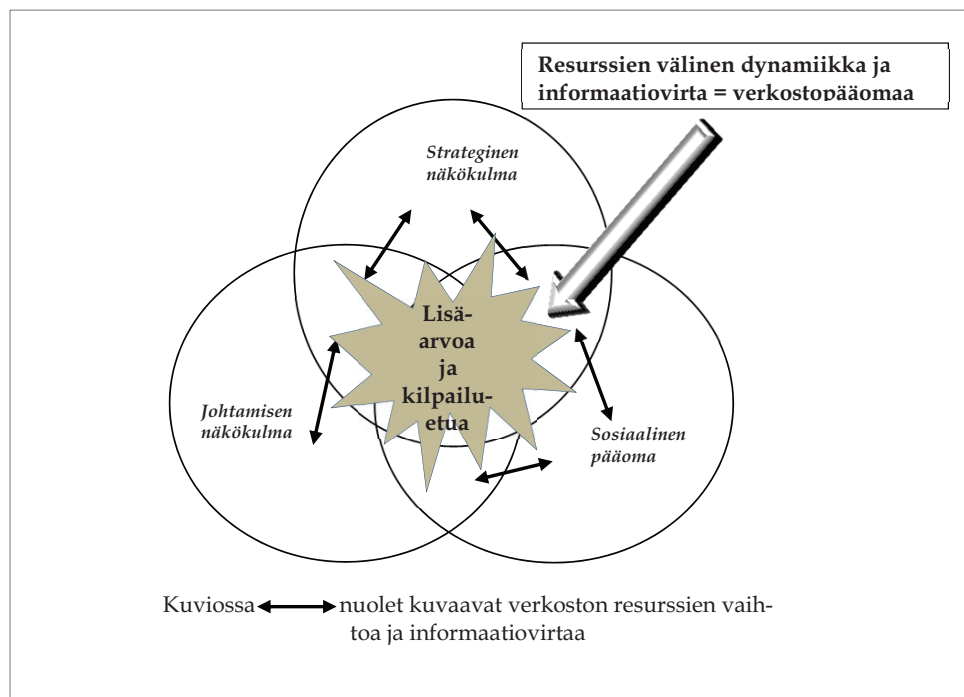 Resurssien välinen dynamiikka ja
informaatiovirta = verkostopääomaa
Strateginen
näkökulma
Lisä-
arvoa
ja
kilpailu-
etua
Johtamisen
näkökulma
Sosiaalinen
pääoma
Kuviossa nuolet kuvaavat verkoston resurssien vaih-
toa ja informaatiovirtaa